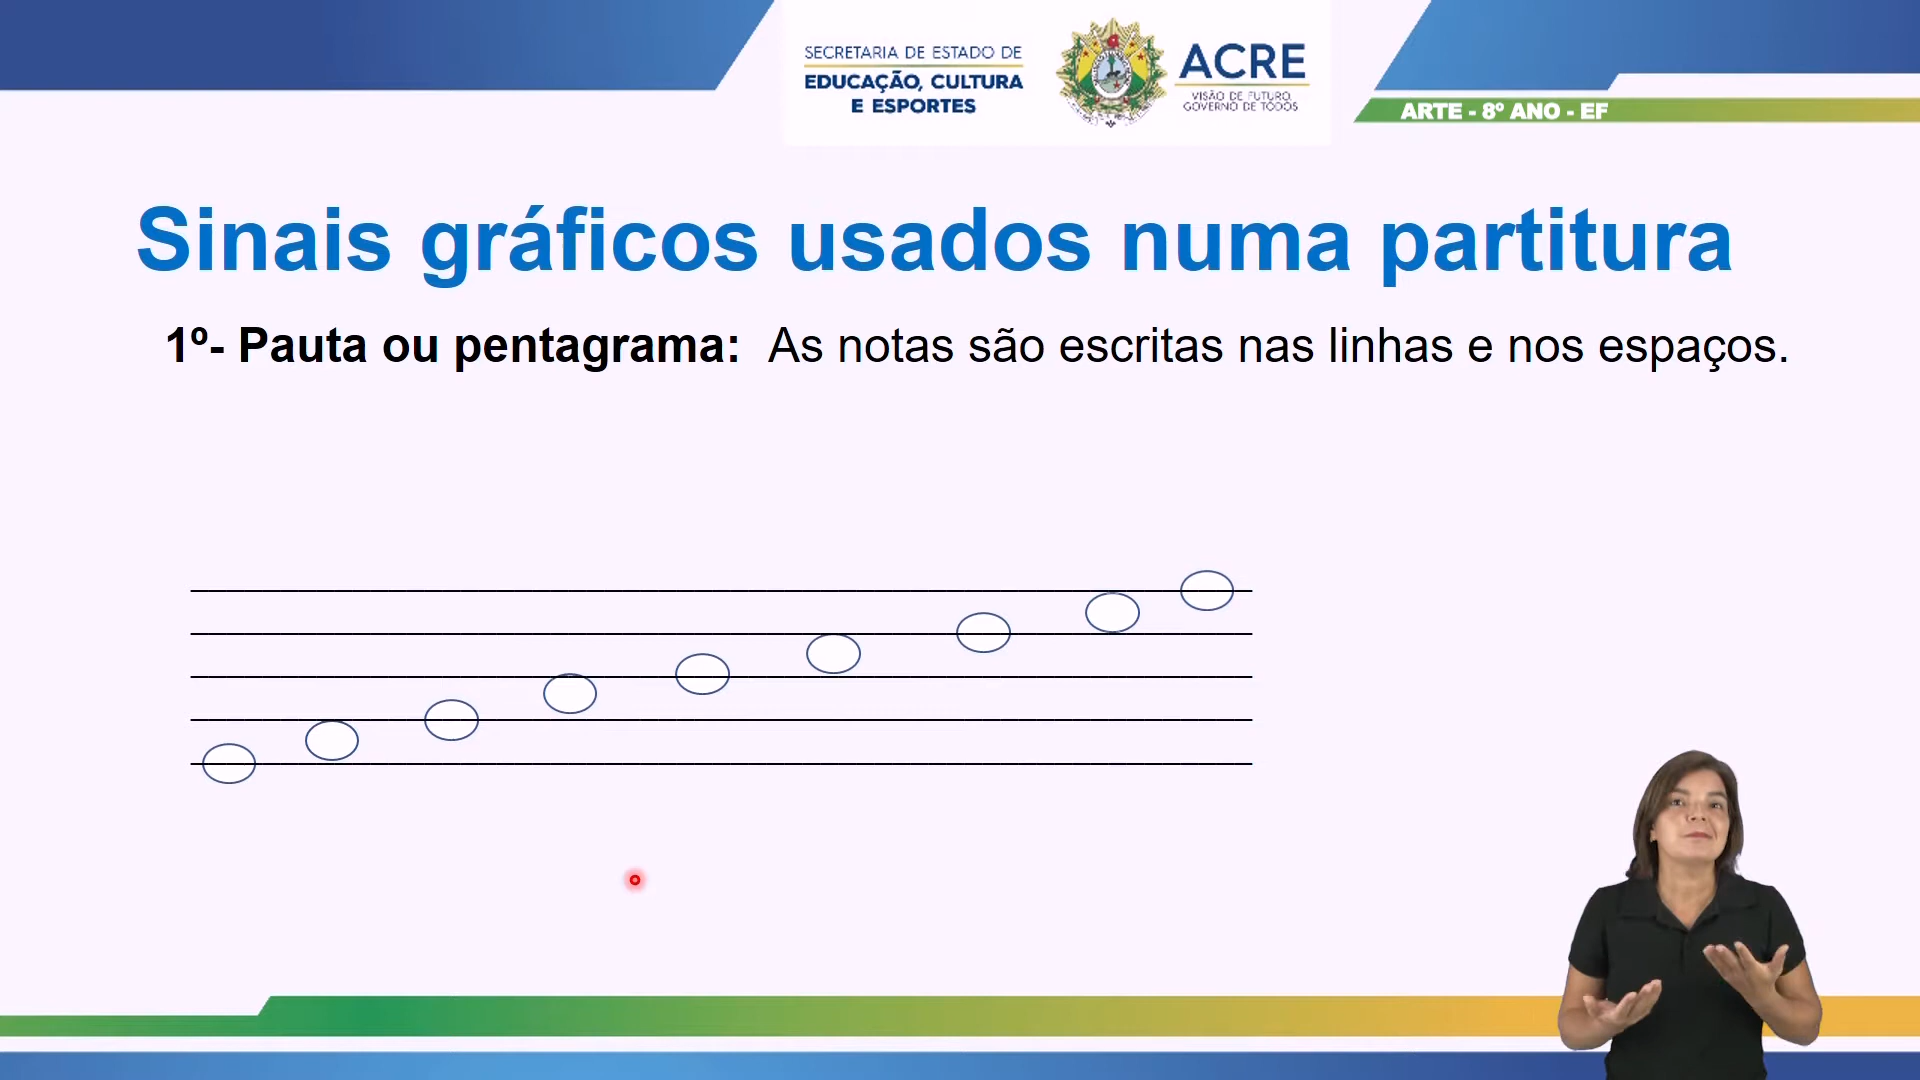 SECRETARIA DE ESTADO DE
EDUCAÇÃO, CULTURA
E ESPORTES
ACRE
VISÃO DE FUTURO,
GOVERNO DE TODOS
ARTE - 8º ANO - EF
Sinais gráficos usados numa partitura
1º- Pauta ou pentagrama: As notas são escritas nas linhas e nos espaços.